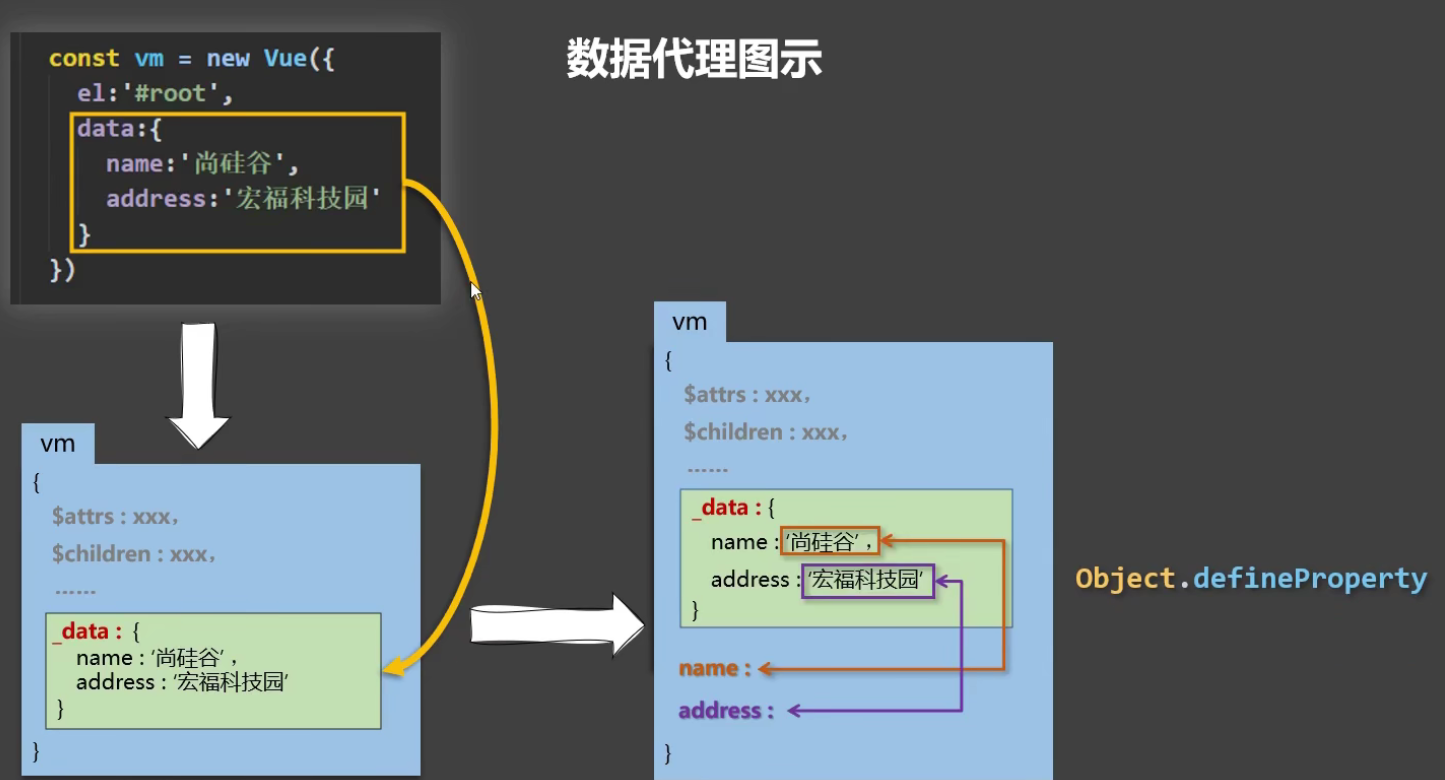 数据代理图示
const vm = new Vue({
el:'#root',
data:{
name:'尚硅谷',
address:'宏福科技园'
}
})
vm
{
$attrs : xxx，
$children : xxx，
......
_data : {
name : ‘尚硅谷’ ，
address : ‘宏福科技园’
}
}
vm
{
$attrs : xxx，
$children : xxx，
......
_data : {
name : ‘尚硅谷’ ，
address : ‘宏福科技园’
}
name :
address :
}
Object.defineProperty